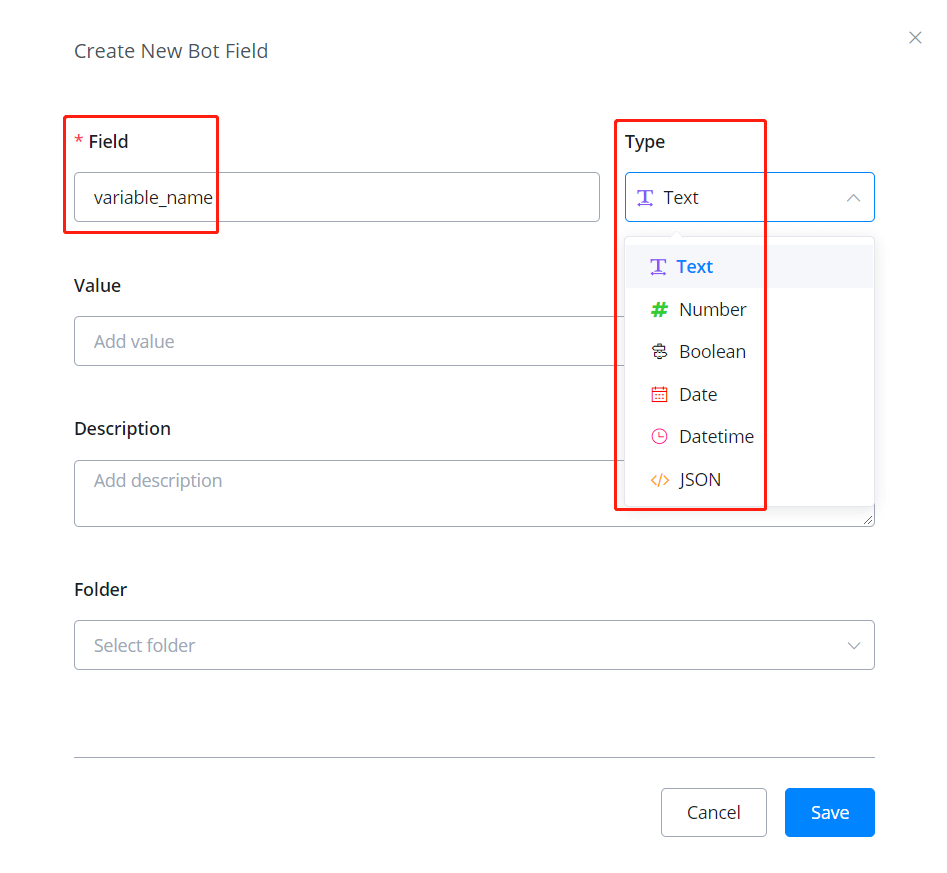 Create New Bot Field
* Field
Type
variable_name
Text
Text
Number
Boolean
Date
Datetime
JSON
Value
Add value
Description
Add description
Folder
Select folder
Cancel
Save